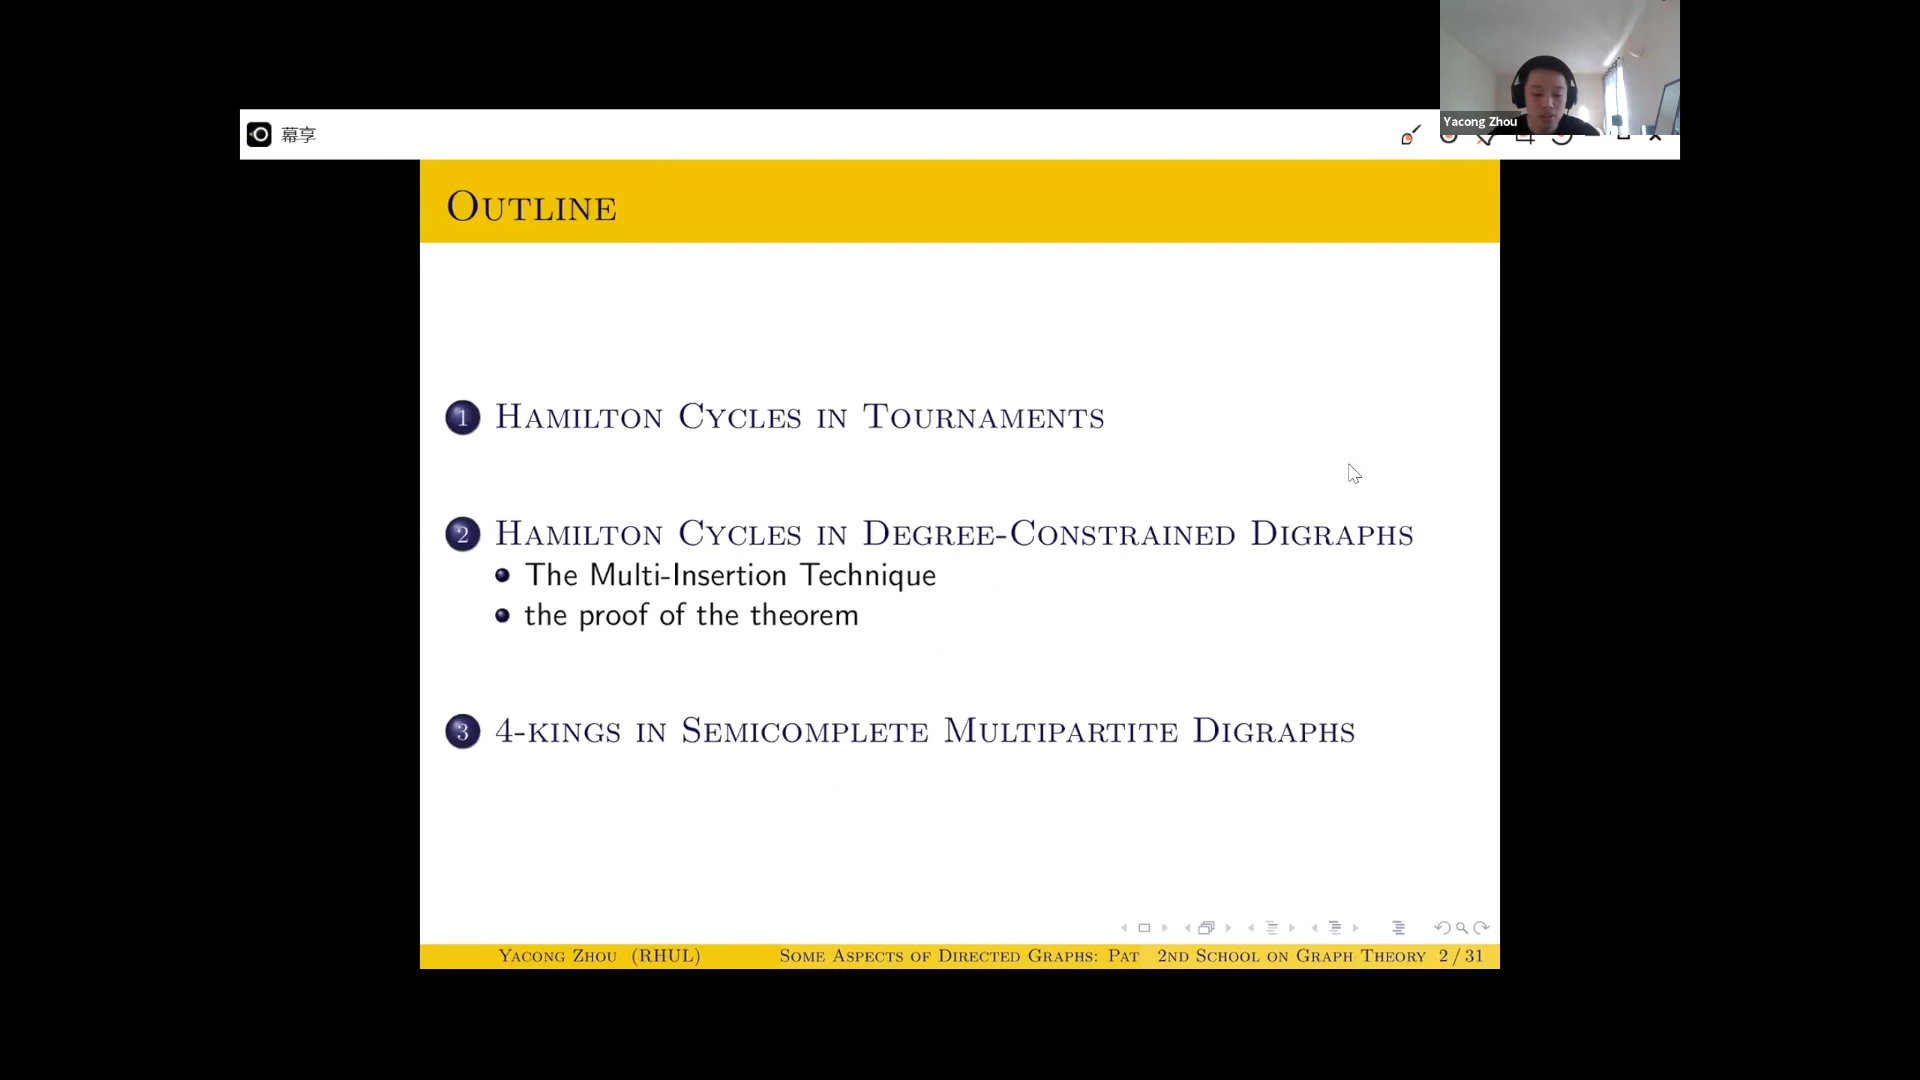 Yacong Zhou
幕享
Outline
1 Hamilton Cycles in Tournaments
2 Hamilton Cycles in Degree-Constrained Digraphs
The Multi-Insertion Technique
the proof of the theorem
3 4-kings in Semicomplete Multipartite Digraphs
Yacong Zhou (RHUL) Some Aspects of Directed Graphs: Pat 2nd School on Graph Theory 2 / 31